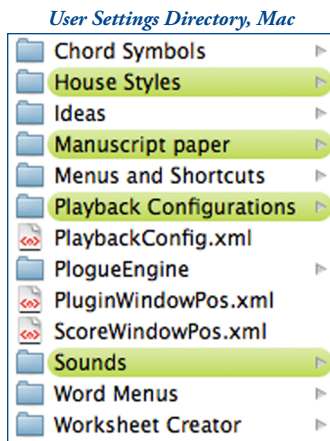 User Settings Directory, Mac
Chord Symbols
House Styles
Ideas
Manuscript paper
Menus and Shortcuts
Playback Configurations
PlaybackConfig.xml
PlogueEngine
PluginWindowPos.xml
ScoreWindowPos.xml
Sounds
Word Menus
Worksheet Creator